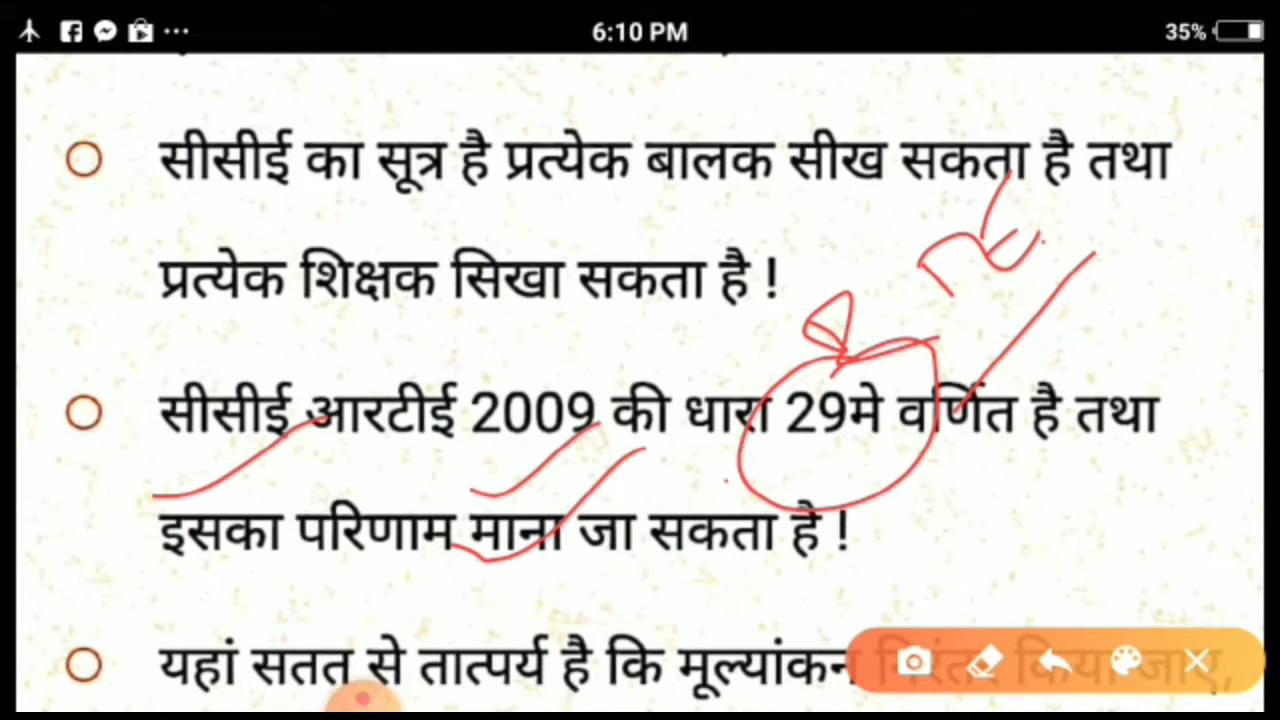 6:10 PM
35%
सीसीई का सूत्र है प्रत्येक बालक सीख सकता है तथा
प्रत्येक शिक्षक सिखा सकता है !
सीसीई आरटीई 2009 की धारा 29मे वर्णित है तथा
इसका परिणाम माना जा सकता है !
यहां सतत से तात्पर्य है कि मूल्यांकन निरंतर किया जाए,